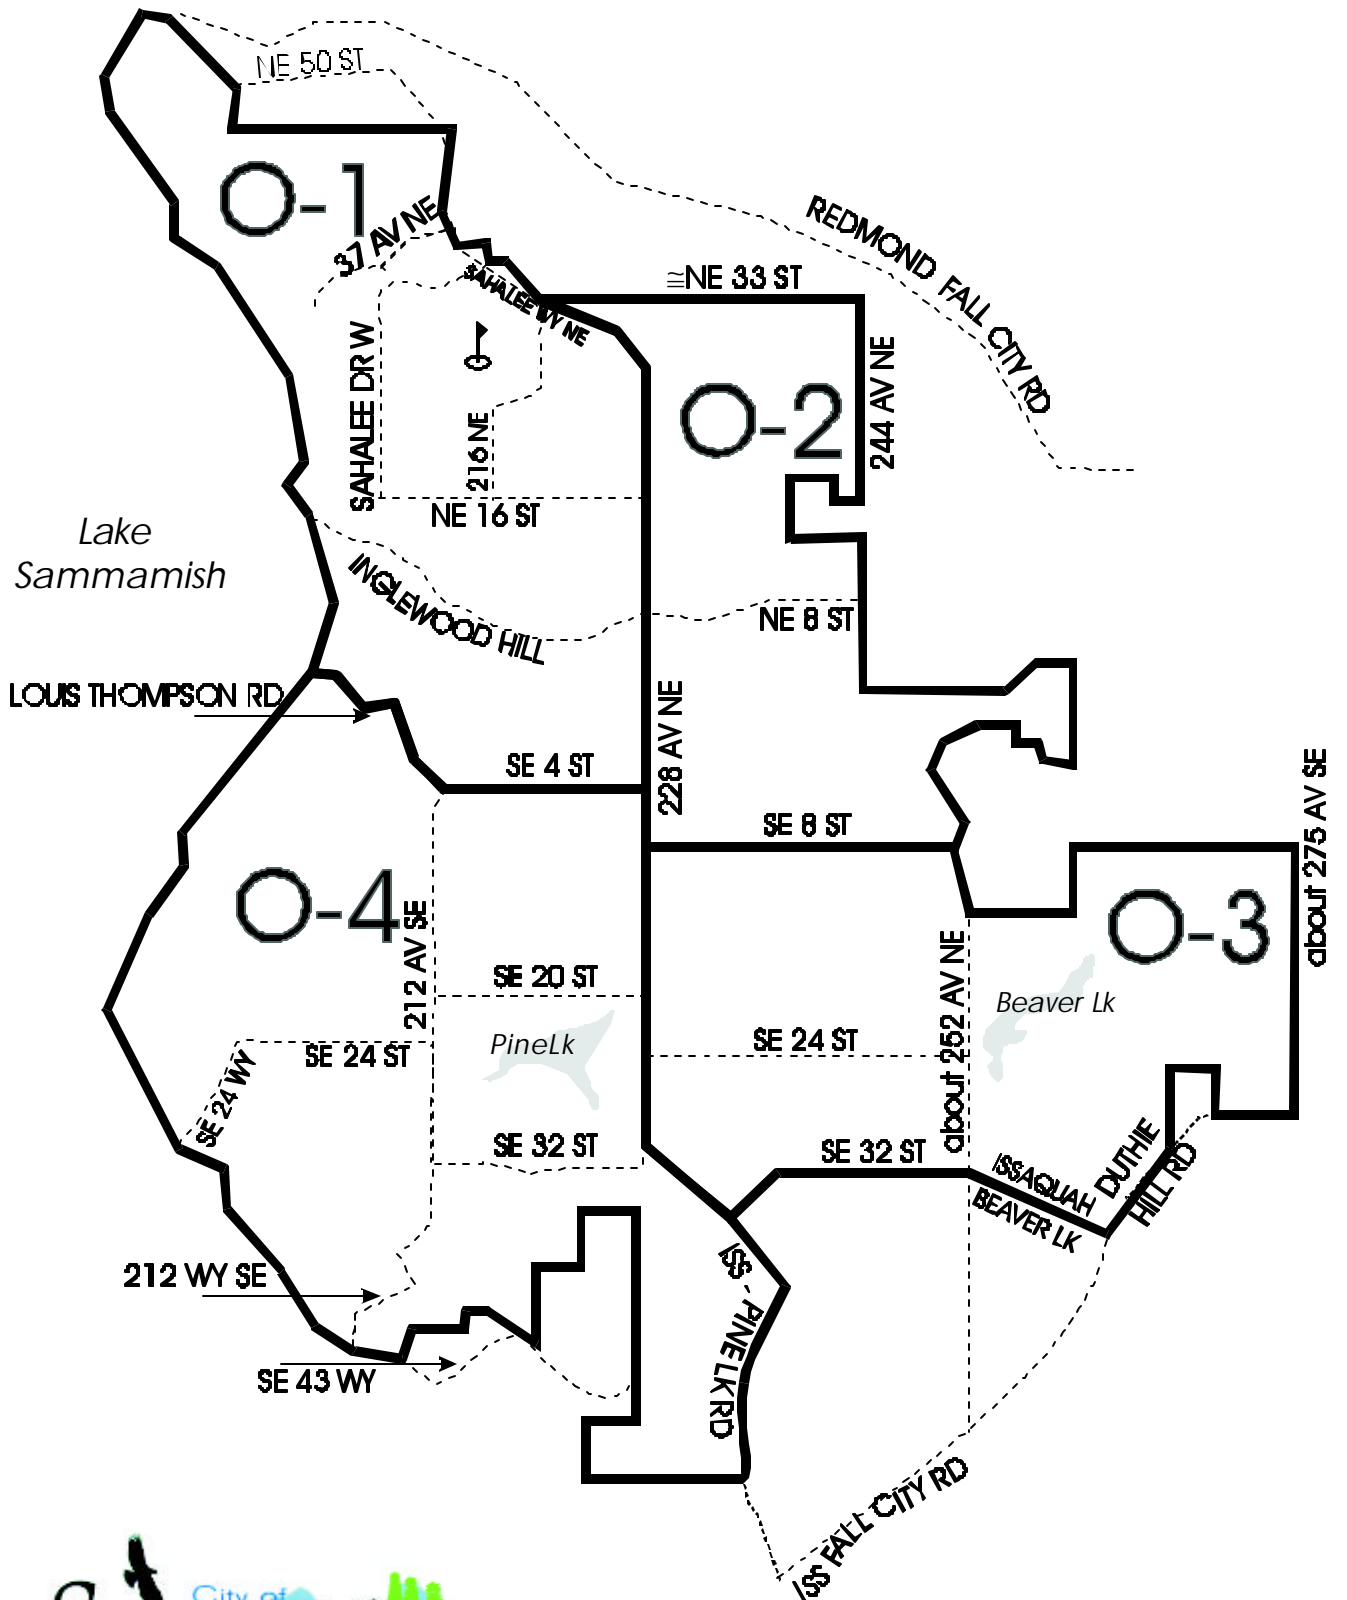 NE 50 ST
O-1
37 AV NE
REDMOND FALL CITY RD
≅NE 33 ST
SAHALEE WY NE
SAHALEE DR W
216 NE
244 AV NE
O-2
NE 16 ST
Lake
Sammamish
INGLEWOOD HILL
NE 8 ST
LOUIS THOMPSON RD
228 AV NE
SE 4 ST
SE 8 ST
about 275 AV SE
O-4
212 AV SE
O-3
SE 20 ST
about 252 AV NE
Beaver Lk
PineLk
SE 24 ST
SE 24 ST
SE 24 WY
SE 32 ST
SE 32 ST
ISSAQUAH
BEAVER LK
DUTHIE
HILL RD
212 WY SE
ISS - PINE LK RD
SE 43 WY
ISS FALL CITY RD
City of